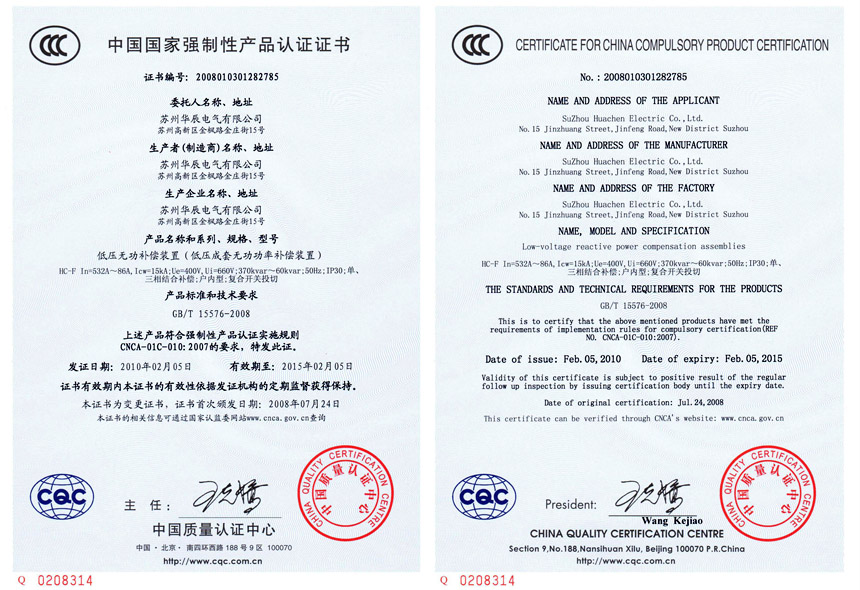 中国国家强制性产品认证证书
证书编号: 2008010301282785
委托人名称、地址
苏州华辰电气有限公司
苏州高新区金枫路金庄街15号
生产者(制造商)名称、地址
苏州华辰电气有限公司
苏州高新区金枫路金庄街15号
生产企业名称、地址
苏州华辰电气有限公司
苏州高新区金枫路金庄街15号
产品名称和系列、规格、型号
低压无功补偿装置(低压成套无功功率补偿装置)
HC-F In=532A~86A,Icw=15kA;Ue=400V,Ui=660V;370kvar~60kvar;50Hz;IP30;单、
三相结合补偿;户内型;复合开关投切
产品标准和技术要求
GB/T 15576-2008
上述产品符合强制性产品认证实施规则
CNCA-01C-010:2007的要求，特发此证。
发证日期: 2010年02月05日 有效期至: 2015年02月05日
证书有效期内本证书的有效性依据发证机构的定期监督获得保持。
本证书为变更证书，证书首次颁发日期: 2008年07月24日
本证书的相关信息可通过国家认监委网站www.cnca.gov.cn查询
CQC
主 任:
CHINA QUALITY CERTIFICATION CENTRE
中国质量认证中心
中国质量认证中心
中国·北京·南四环西路 188 号 9 区 100070
http://www.cqc.com.cn
Q 0208314
CERTIFICATE FOR CHINA COMPULSORY PRODUCT CERTIFICATION
No.: 2008010301282785
NAME AND ADDRESS OF THE APPLICANT
SuZhou Huachen Electric Co.,Ltd.
No.15 Jinzhuang Street,Jinfeng Road,New District Suzhou
NAME AND ADDRESS OF THE MANUFACTURER
SuZhou Huachen Electric Co.,Ltd.
No.15 Jinzhuang Street,Jinfeng Road,New District Suzhou
NAME AND ADDRESS OF THE FACTORY
SuZhou Huachen Electric Co.,Ltd.
No.15 Jinzhuang Street,Jinfeng Road,New District Suzhou
NAME, MODEL AND SPECIFICATION
Low-voltage reactive power compensation assemblies
HC-F In=532A~86A,Icw=15kA;Ue=400V,Ui=660V;370kvar~60kvar;50Hz;IP30;单、
三相结合补偿;户内型;复合开关投切
THE STANDARDS AND TECHNICAL REQUIREMENTS FOR THE PRODUCTS
GB/T 15576-2008
This is to certify that the above mentioned products have met the
requirements of implementation rules for compulsory certification(REF
NO. CNCA-01C-010:2007).
Date of issue: Feb.05,2010 Date of expiry: Feb.05,2015
Validity of this certificate is subject to positive result of the regular
follow up inspection by issuing certification body until the expiry date.
Date of original certification: Jul.24,2008
This certificate can be verified through CNCA's website: www.cnca.gov.cn
CQC
President:
Wang Kejiao
CHINA QUALITY CERTIFICATION CENTRE
中国质量认证中心
CHINA QUALITY CERTIFICATION CENTRE
Section 9,No.188,Nansihuan Xilu, Beijing 100070 P.R.China
http://www.cqc.com.cn
Q 0208314